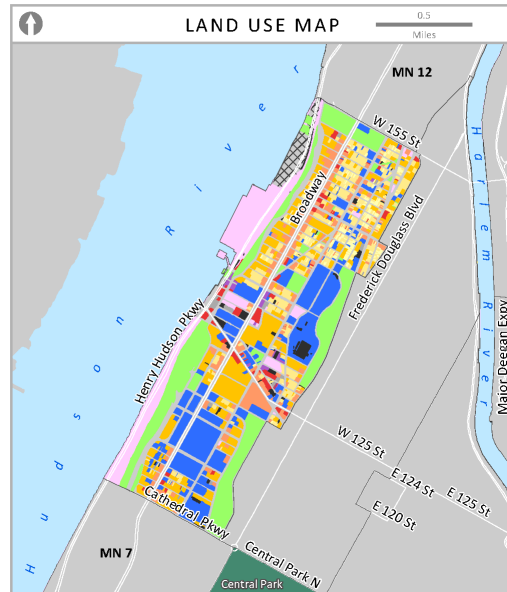 LAND USE MAP
0.5
Miles
MN 12
W 155 St
Hudson River
Harlem River
Broadway
Frederick Douglass Blvd
Henry Hudson Pkwy
Major Deegan Expy
W 125 St
E 124 St
E 125 St
E 120 St
Cathedral Pkwy
MN 7
Central Park N
Central Park